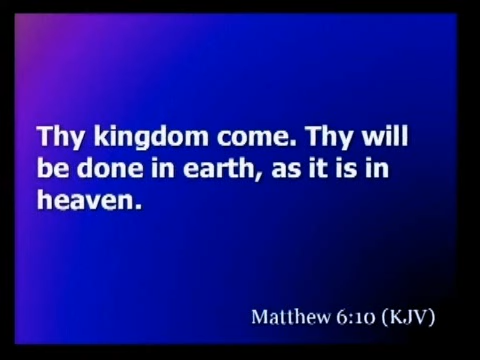 Thy kingdom come. Thy will
be done in earth, as it is in
heaven.
Matthew 6:10 (KJV)